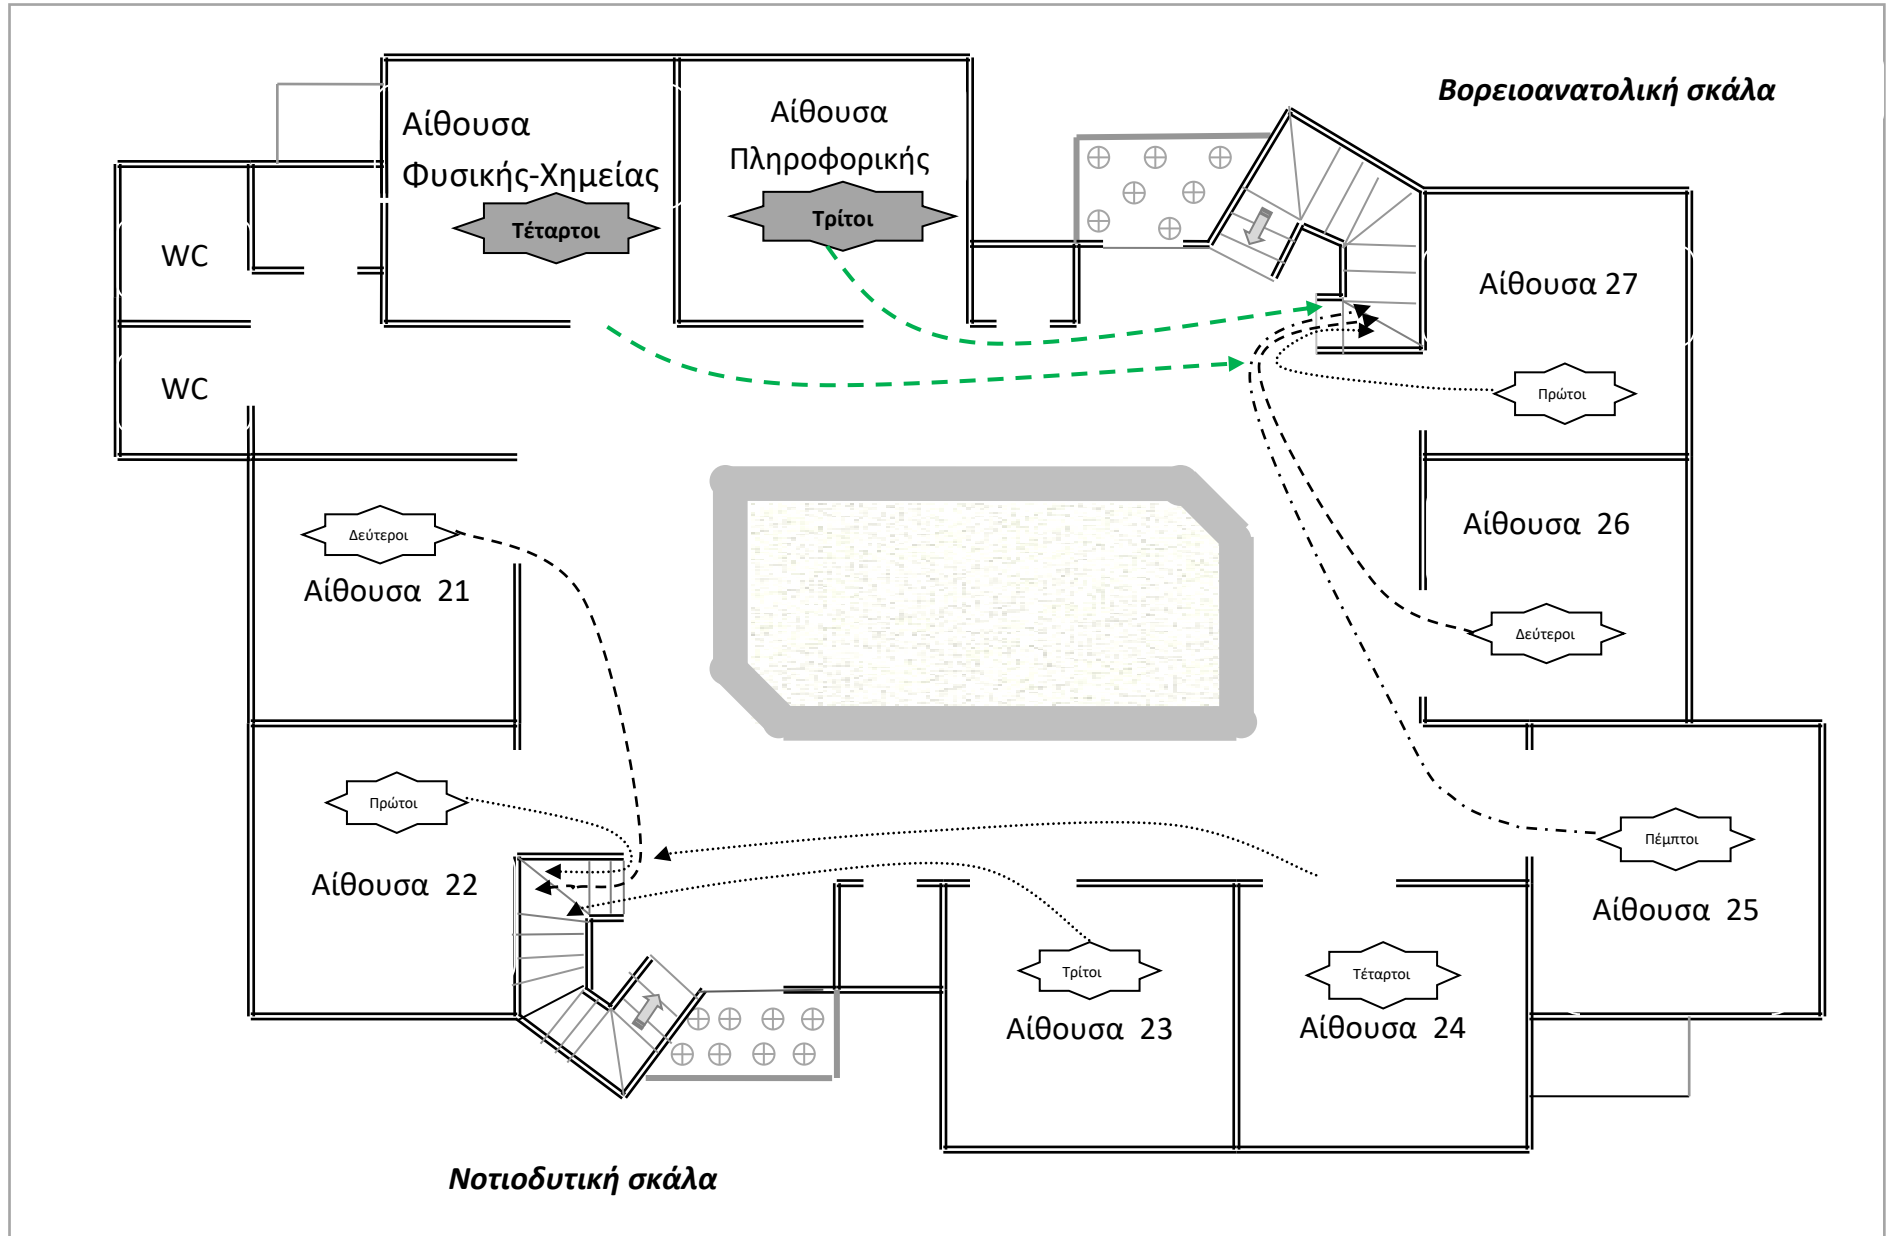 Βορειοανατολική σκάλα
Αίθουσα
Φυσικής-Χημείας
Τέταρτοι
Αίθουσα
Πληροφορικής
Τρίτοι
WC
WC
Αίθουσα 27
Πρώτοι
Αίθουσα 26
Δεύτεροι
Δεύτεροι
Αίθουσα 21
Πρώτοι
Αίθουσα 22
Πέμπτοι
Αίθουσα 25
Τρίτοι
Αίθουσα 23
Τέταρτοι
Αίθουσα 24
Νοτιοδυτική σκάλα